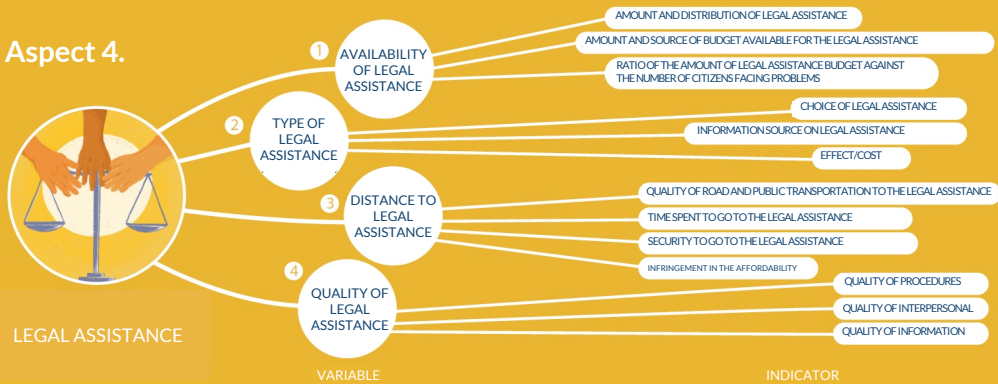 Aspect 4.
LEGAL ASSISTANCE
1
AVAILABILITY
OF LEGAL
ASSISTANCE
AMOUNT AND DISTRIBUTION OF LEGAL ASSISTANCE
AMOUNT AND SOURCE OF BUDGET AVAILABLE FOR THE LEGAL ASSISTANCE
RATIO OF THE AMOUNT OF LEGAL ASSISTANCE BUDGET AGAINST
THE NUMBER OF CITIZENS FACING PROBLEMS
2
TYPE OF
LEGAL
ASSISTANCE
CHOICE OF LEGAL ASSISTANCE
INFORMATION SOURCE ON LEGAL ASSISTANCE
EFFECT/COST
3
DISTANCE TO
LEGAL
ASSISTANCE
QUALITY OF ROAD AND PUBLIC TRANSPORTATION TO THE LEGAL ASSISTANCE
TIME SPENT TO GO TO THE LEGAL ASSISTANCE
SECURITY TO GO TO THE LEGAL ASSISTANCE
INFRINGEMENT IN THE AFFORDABILITY
4
QUALITY OF
LEGAL
ASSISTANCE
QUALITY OF PROCEDURES
QUALITY OF INTERPERSONAL
QUALITY OF INFORMATION
VARIABLE
INDICATOR